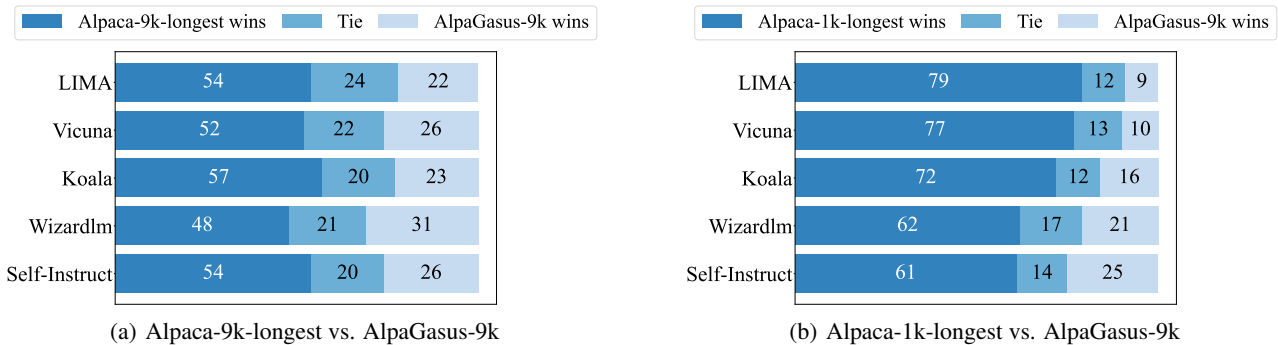 Alpaca-9k-longest wins Tie AlpaGasus-9k wins
LIMA 54 24 22
Vicuna 52 22 26
Koala 57 20 23
Wizardlm 48 21 31
Self-Instruct 54 20 26
(a) Alpaca-9k-longest vs. AlpaGasus-9k
Alpaca-1k-longest wins Tie AlpaGasus-9k wins
LIMA 79 12 9
Vicuna 77 13 10
Koala 72 12 16
Wizardlm 62 17 21
Self-Instruct 61 14 25
(b) Alpaca-1k-longest vs. AlpaGasus-9k